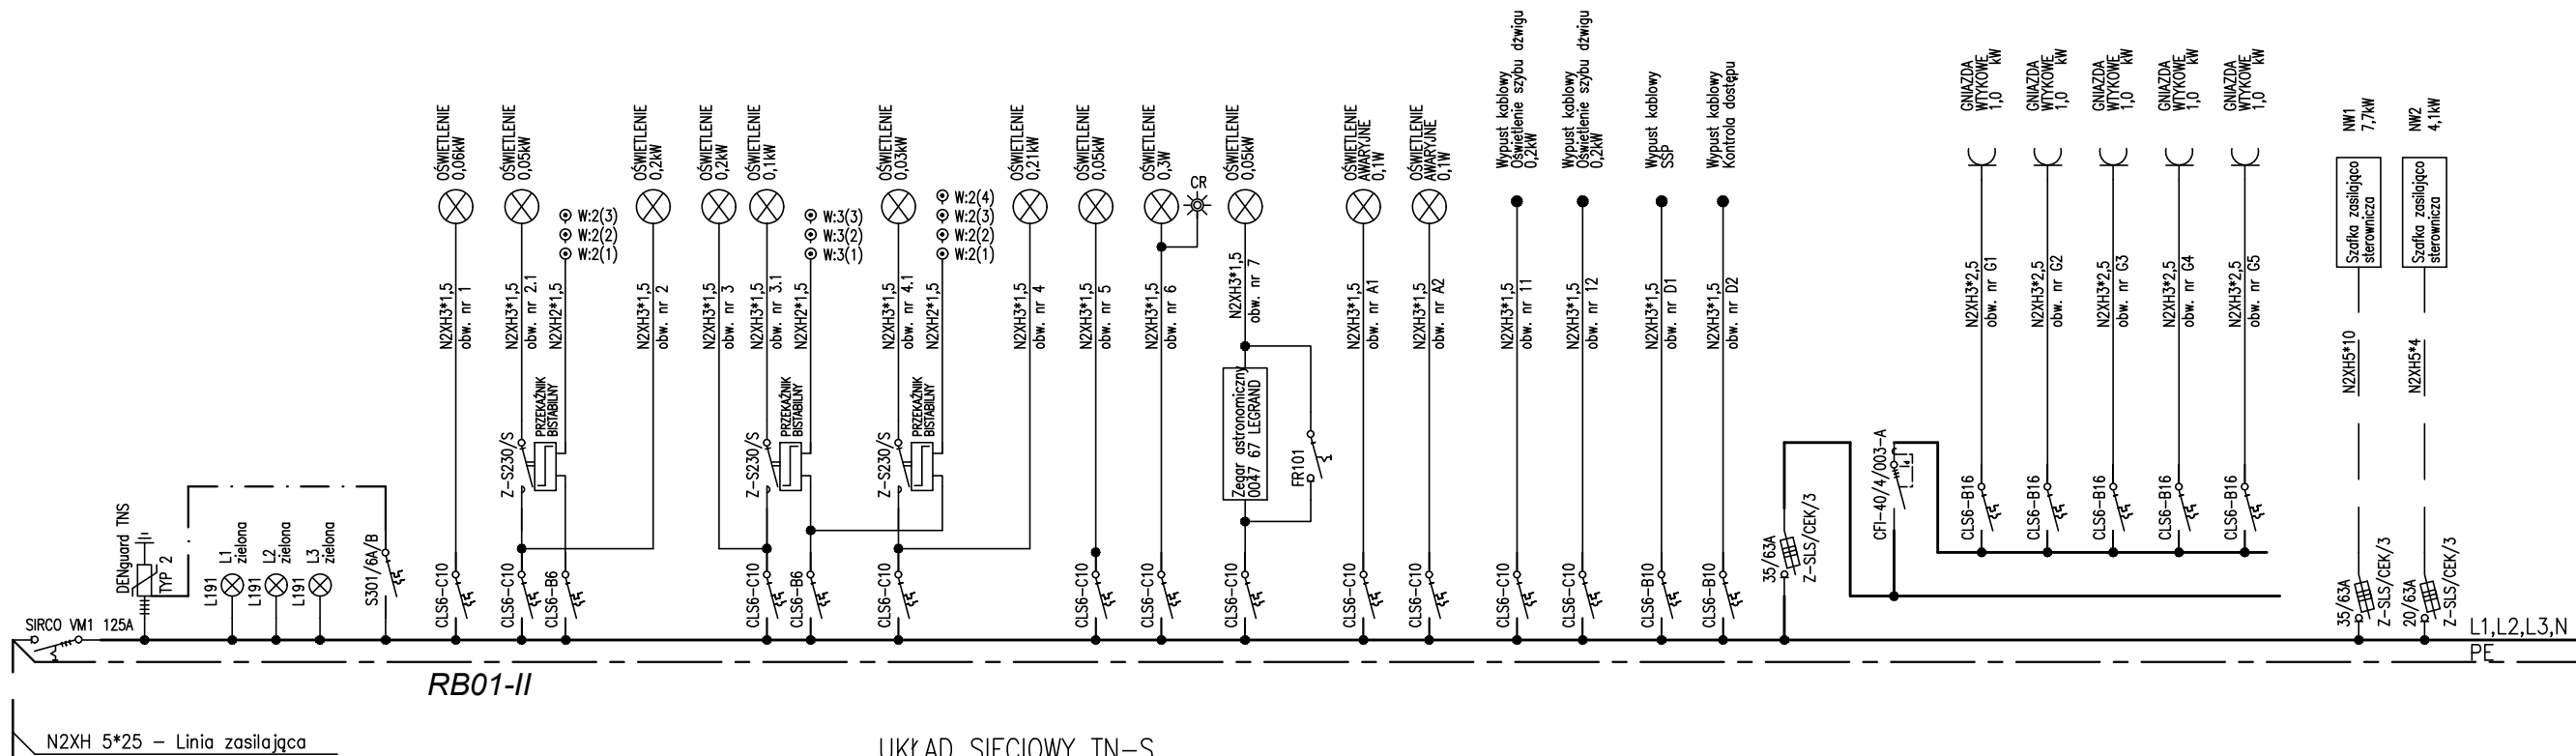 SIRCO VM1 125A
DENguard TNS
TYP 2
L191
L1
zielona
L191
L2
zielona
L191
L3
zielona
S301/6A/B
OŚWIETLENIE
0,06kW
N2XH3*1,5
obw. nr 1
CLS6-C10
OŚWIETLENIE
0,05kW
N2XH3*1,5
obw. nr 2.1
Z-S230/S
PRZEKAŹNIK
BISTABILNY
CLS6-C10
W:2(3)
W:2(2)
W:2(1)
N2XH2*1,5
CLS6-B6
OŚWIETLENIE
0,2kW
N2XH3*1,5
obw. nr 2
OŚWIETLENIE
0,2kW
N2XH3*1,5
obw. nr 3
OŚWIETLENIE
0,1kW
N2XH3*1,5
obw. nr 3.1
Z-S230/S
PRZEKAŹNIK
BISTABILNY
CLS6-C10
W:3(3)
W:3(2)
W:3(1)
N2XH2*1,5
CLS6-B6
OŚWIETLENIE
0,03kW
N2XH3*1,5
obw. nr 4.1
Z-S230/S
PRZEKAŹNIK
BISTABILNY
CLS6-C10
W:2(4)
W:2(3)
W:2(2)
W:2(1)
N2XH2*1,5
OŚWIETLENIE
0,21kW
N2XH3*1,5
obw. nr 4
OŚWIETLENIE
0,05kW
N2XH3*1,5
obw. nr 5
CLS6-C10
OŚWIETLENIE
0,3W
CR
N2XH3*1,5
obw. nr 6
CLS6-C10
OŚWIETLENIE
0,05kW
N2XH3*1,5
obw. nr 7
Zegar astronomiczny
0047 67 LEGRAND
FR101
CLS6-C10
OŚWIETLENIE
AWARYJNE
0,1W
N2XH3*1,5
obw. nr A1
CLS6-C10
OŚWIETLENIE
AWARYJNE
0,1W
N2XH3*1,5
obw. nr A2
CLS6-C10
Wypust kablowy
Oświetlenie szybu dźwigu
0,2kW
N2XH3*1,5
obw. nr 11
CLS6-C10
Wypust kablowy
Oświetlenie szybu dźwigu
0,2kW
N2XH3*1,5
obw. nr 12
CLS6-C10
Wypust kablowy
SSP
N2XH3*1,5
obw. nr D1
CLS6-B10
Wypust kablowy
Kontrola dostępu
N2XH3*1,5
obw. nr D2
CLS6-B10
35/63A
Z-SLS/CEK/3
CFI-40/4/003-A
GNIAZDA
WTYKOWE
1,0 kW
N2XH3*2,5
obw. nr G1
CLS6-B16
GNIAZDA
WTYKOWE
1,0 kW
N2XH3*2,5
obw. nr G2
CLS6-B16
GNIAZDA
WTYKOWE
1,0 kW
N2XH3*2,5
obw. nr G3
CLS6-B16
GNIAZDA
WTYKOWE
1,0 kW
N2XH3*2,5
obw. nr G4
CLS6-B16
GNIAZDA
WTYKOWE
1,0 kW
N2XH3*2,5
obw. nr G5
CLS6-B16
NW1
7,7kW
Szafka zasilająco
sterownicza
N2XH5*10
35/63A
Z-SLS/CEK/3
NW2
4,1kW
Szafka zasilająco
sterownicza
N2XH5*4
20/63A
Z-SLS/CEK/3
L1,L2,L3,N
PE
RB01-II
N2XH 5*25 - Linia zasilająca
UKŁAD SIECIOWY TN-S